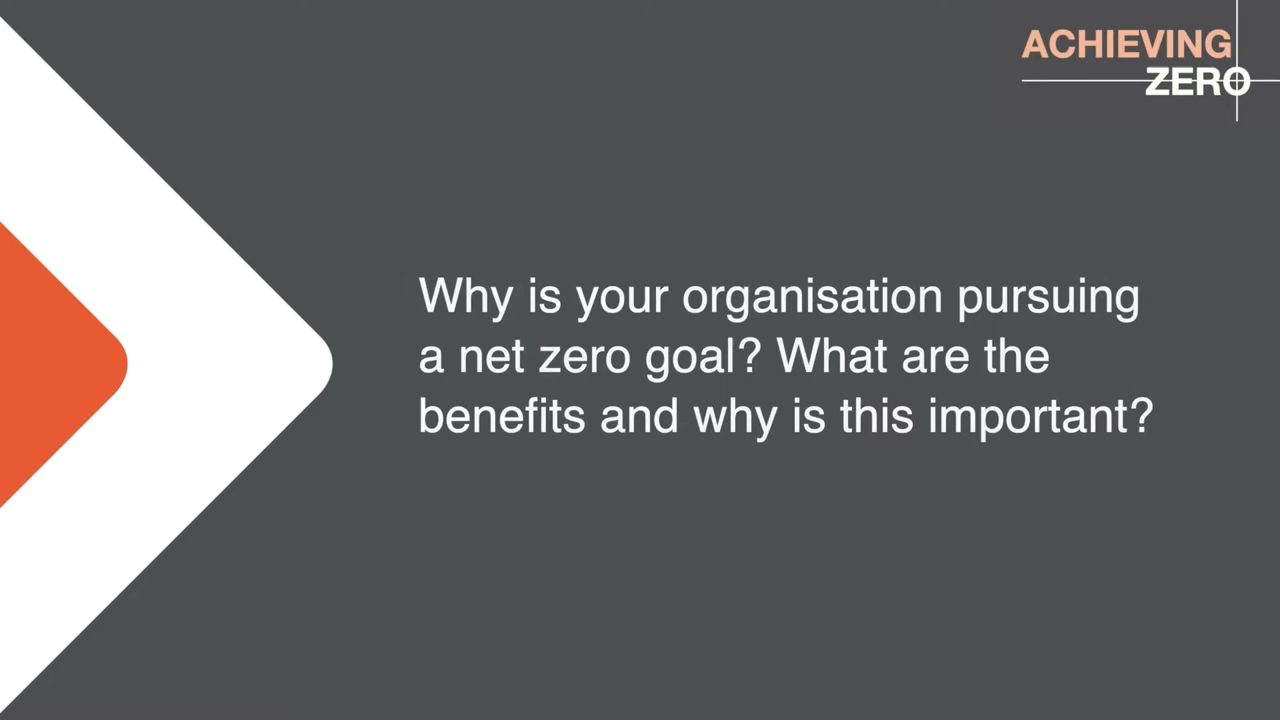 ACHIEVING
ZERO
Why is your organisation pursuing
a net zero goal? What are the
benefits and why is this important?